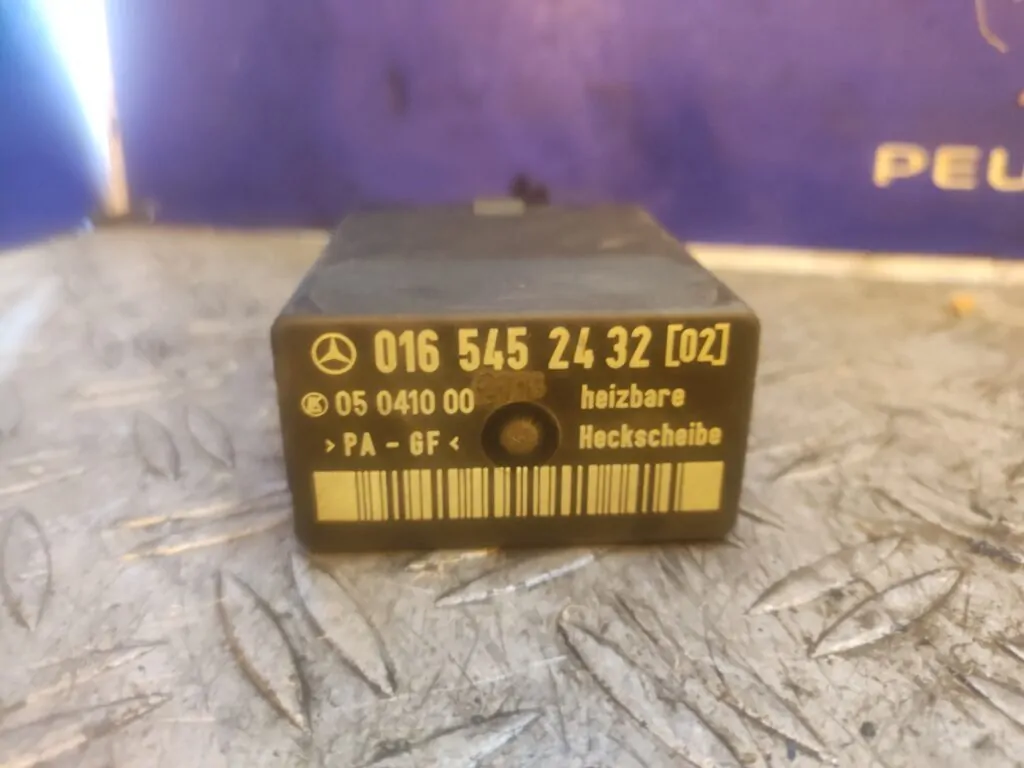 PEU
016 545 24 32 [02]
05 0410 00 heizbare
>PA - GF< Heckscheibe